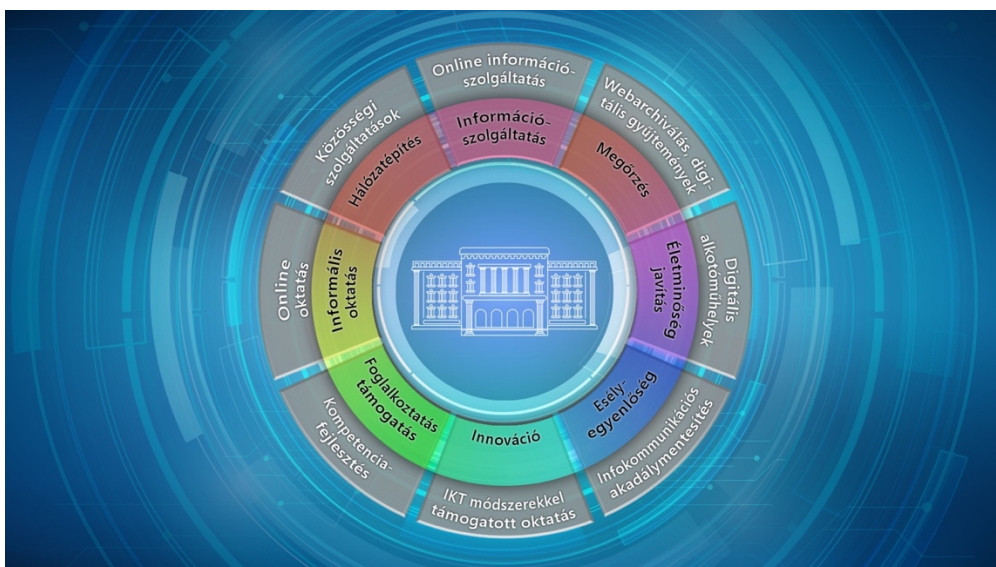 Online információ-
szolgáltatás
Információ-
szolgáltatás
Webarchiválás, digi-
tális gyűjtemények
Megőrzés
Digitális
alkotóműhelyek
Életminőség
javítás
Infokommunikációs
akadálymentesítés
Esély-
egyenlőség
IKT módszerekkel
támogatott oktatás
Innováció
Kompetencia-
fejlesztés
Foglalkoztatás
támogatás
Online
oktatás
Informális
oktatás
Közösségi
szolgáltatások
Hálózatépítés